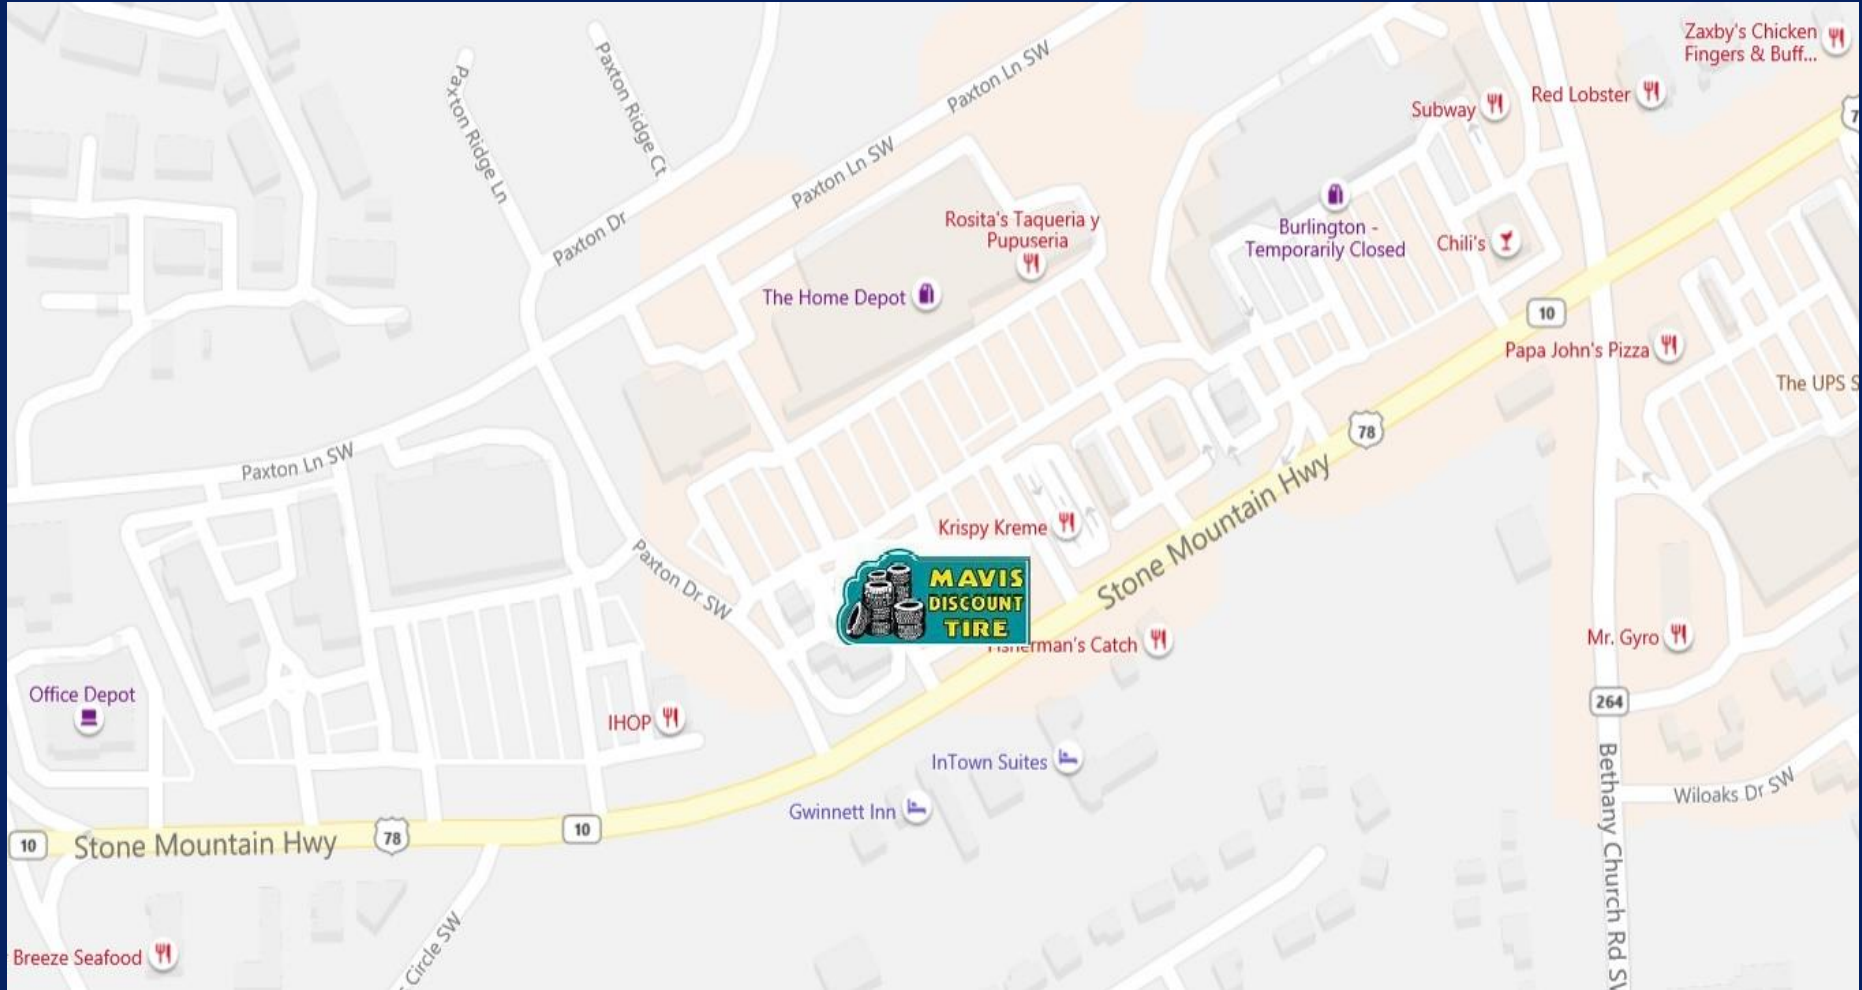 Zaxby's Chicken
Fingers & Buff...
Paxton Ln SW
Paxton Ridge Ct
Paxton Ridge Ln
Subway
Red Lobster
7
Paxton Ln SW
Paxton Dr
Rosita's Taqueria y
Pupuseria
Burlington -
Temporarily Closed
Chili's
The Home Depot
10
Papa John's Pizza
The UPS S
78
Paxton Ln SW
Stone Mountain Hwy
Krispy Kreme
Paxton Dr SW
MAVIS
DISCOUNT
TIRE
erman's Catch
Mr. Gyro
Office Depot
264
IHOP
InTown Suites
Wiloaks Dr SW
Gwinnett Inn
Bethany Church Rd SW
10
Stone Mountain Hwy
78
10
Circle SW
Breeze Seafood